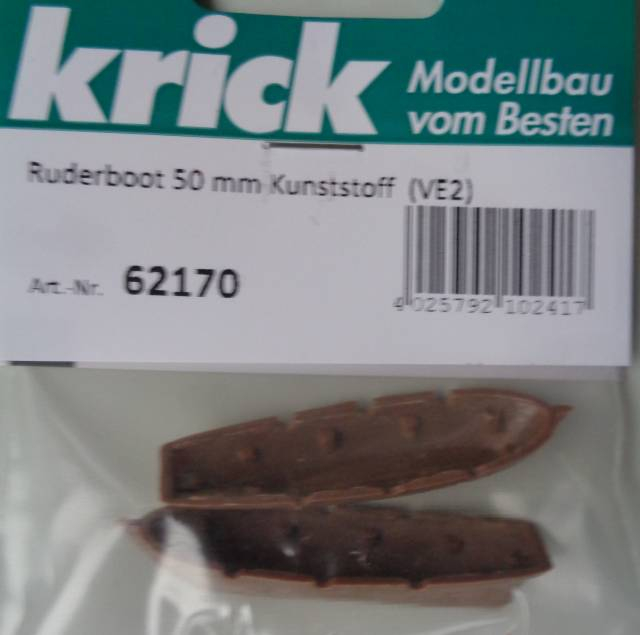 krick
Modellbau
vom Besten
Ruderboot 50 mm Kunststoff (VE2)
Art.-Nr. 62170
4 025792 102417